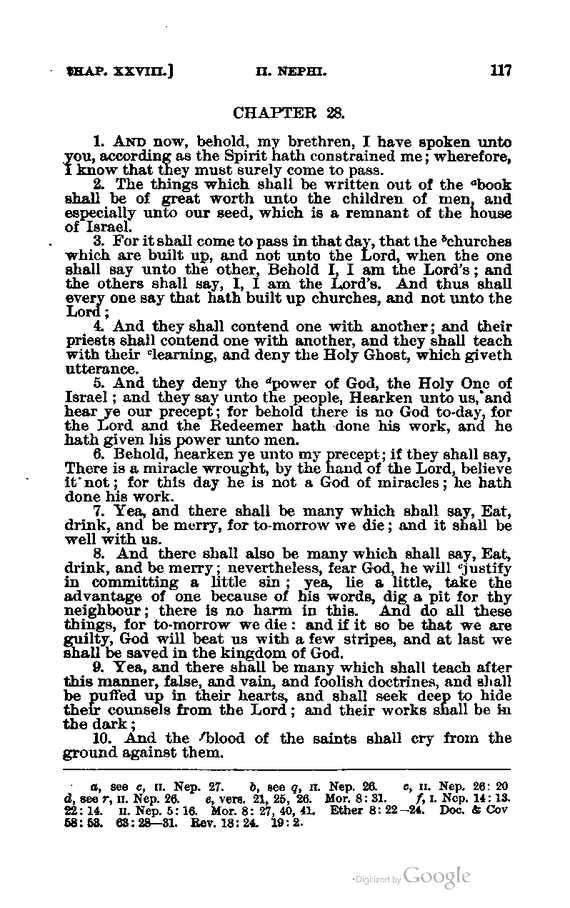 CHAP. XXVIII.] II. NEPHI. 117
CHAPTER 28.
1. AND now, behold, my brethren, I have spoken unto
you, according as the Spirit hath constrained me; wherefore,
I know that they must surely come to pass.
2. The things which shall be written out of the ᵃbook
shall be of great worth unto the children of men, and
especially unto our seed, which is a remnant of the house
of Israel.
3. For it shall come to pass in that day, that the ᵇchurches
which are built up, and not unto the Lord, when the one
shall say unto the other, Behold I, I am the Lord's; and
the others shall say, I, I am the Lord's. And thus shall
every one say that hath built up churches, and not unto the
Lord;
4. And they shall contend one with another; and their
priests shall contend one with another, and they shall teach
with their ᶜlearning, and deny the Holy Ghost, which giveth
utterance.
5. And they deny the ᵈpower of God, the Holy One of
Israel; and they say unto the people, Hearken unto us, and
hear ye our precept; for behold there is no God to-day, for
the Lord and the Redeemer hath done his work, and he
hath given his power unto men.
6. Behold, hearken ye unto my precept; if they shall say,
There is a miracle wrought, by the hand of the Lord, believe
it not; for this day he is not a God of miracles; he hath
done his work.
7. Yea, and there shall be many which shall say, Eat,
drink, and be merry, for to-morrow we die; and it shall be
well with us.
8. And there shall also be many which shall say, Eat,
drink, and be merry; nevertheless, fear God, he will ᵉjustify
in committing a little sin; yea, lie a little, take the
advantage of one because of his words, dig a pit for thy
neighbour; there is no harm in this. And do all these
things, for to-morrow we die: and if it so be that we are
guilty, God will beat us with a few stripes, and at last we
shall be saved in the kingdom of God.
9. Yea, and there shall be many which shall teach after
this manner, false, and vain, and foolish doctrines, and shall
be puffed up in their hearts, and shall seek deep to hide
their counsels from the Lord; and their works shall be in
the dark;
10. And the ᶠblood of the saints shall cry from the
ground against them.
a, see c, II. Nep. 27. b, see q, II. Nep. 26. c, II. Nep. 26: 20
d, see r, II. Nep. 26. e, vers. 21, 25, 26. Mor. 8: 31. f, I. Nep. 14: 13.
22: 14. II. Nep. 5: 16. Mor. 8: 27, 40, 41. Ether 8: 22—24. Doc. & Cov
58: 53. 63: 28—31. Rev. 18: 24. 19: 2.
Digitized by Google